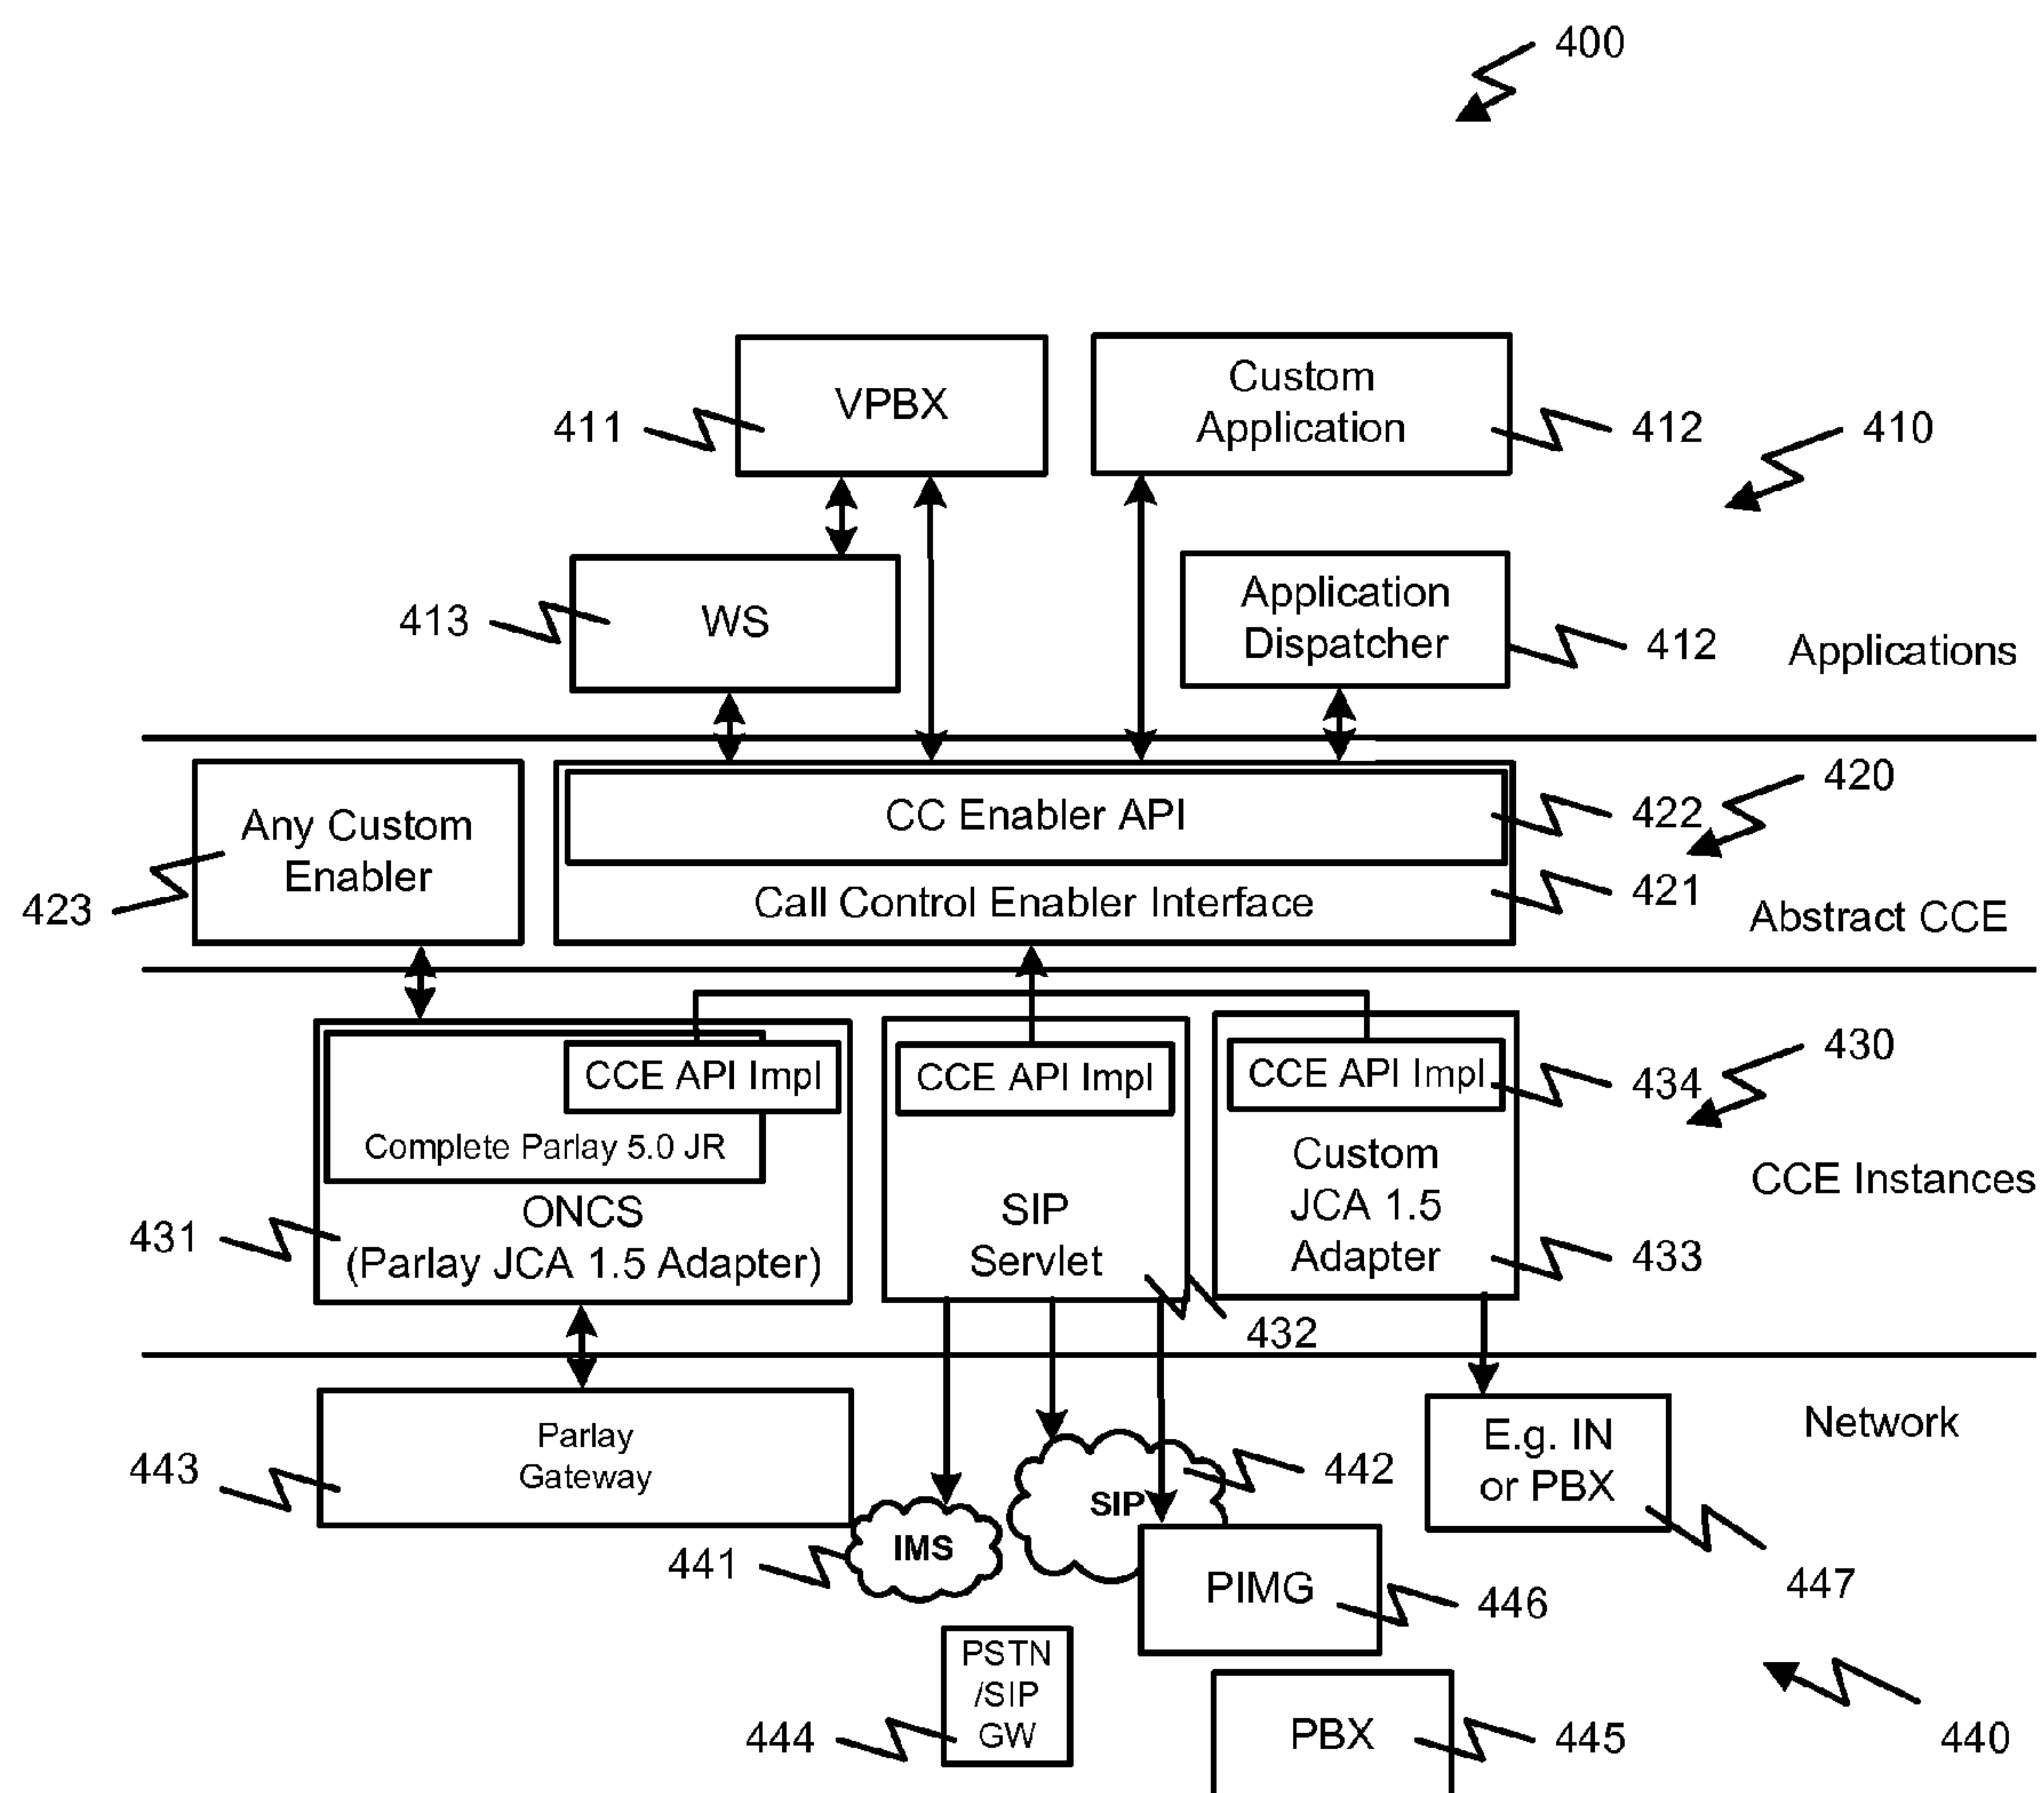 400
VPBX
Custom
Application
411
412
410
WS
Application
Dispatcher
413
412
Applications
CC Enabler API
420
422
Any Custom
Enabler
Call Control Enabler Interface
421
423
Abstract CCE
CCE API Impl
CCE API Impl
CCE API Impl
434
430
Complete Parlay 5.0 JR
Custom
JCA 1.5
Adapter
CCE Instances
ONCS
(Parlay JCA 1.5 Adapter)
SIP
Servlet
431
433
432
Parlay
Gateway
E.g. IN
or PBX
Network
443
442
SIP
IMS
441
PIMG
446
447
PSTN
/SIP
GW
444
PBX
445
440